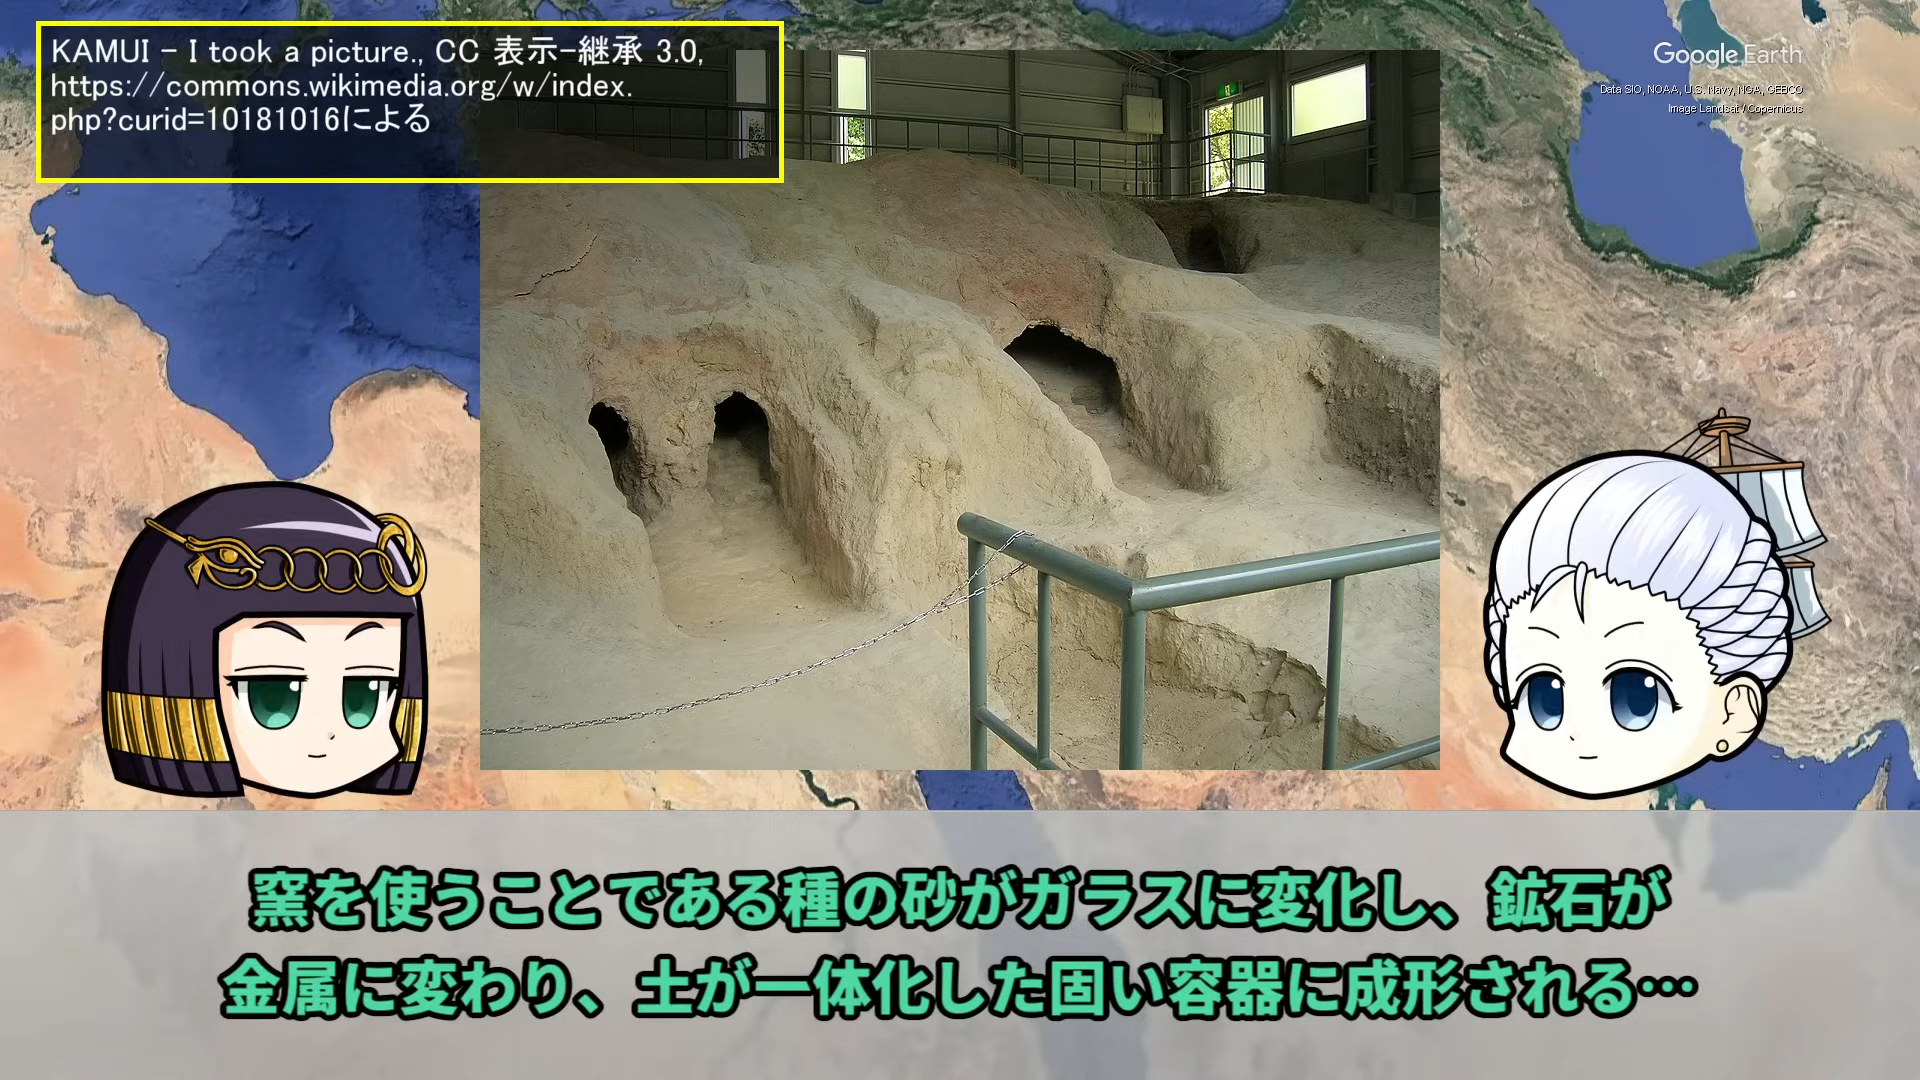 KAMUI - I took a picture., CC 表示-継承 3.0,
https://commons.wikimedia.org/w/index.
php?curid=10181016による
Google Earth
Data SIO, NOAA, U.S. Navy, NGA, GEBCO
Image Landsat / Copernicus
窯を使うことである種の砂がガラスに変化し、鉱石が
金属に変わり、土が一体化した固い容器に成形される…